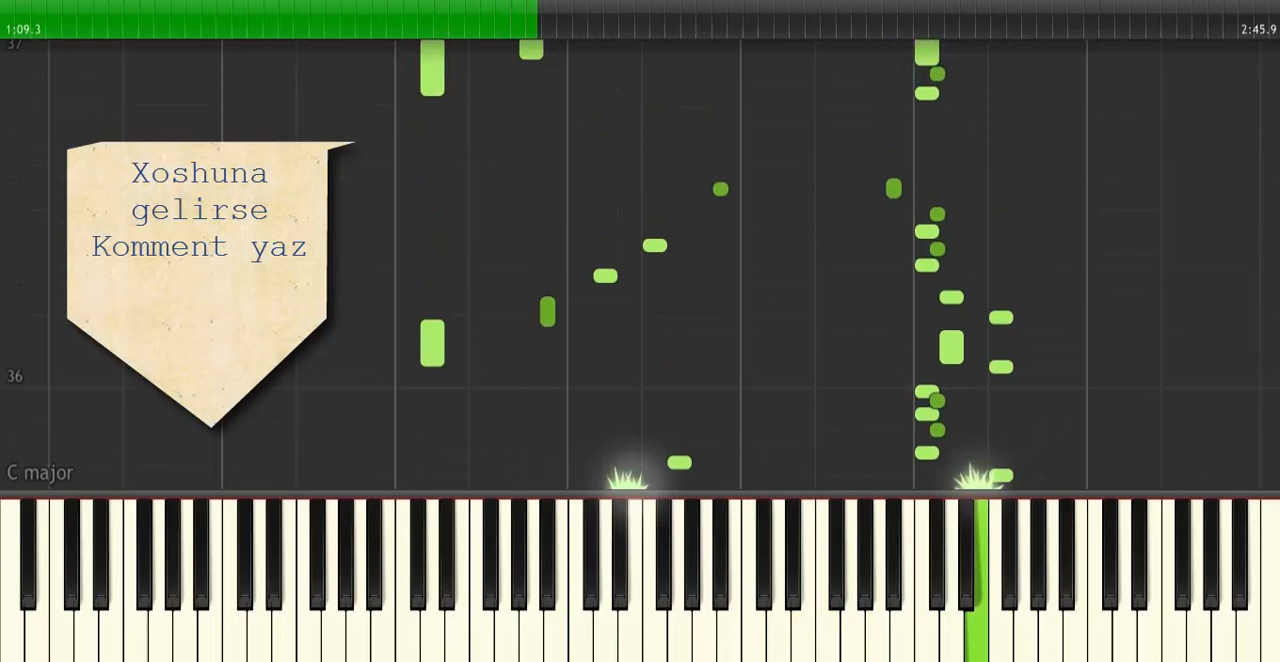 1:09.3
2:45.9
37
Xoshuna
gelirse
Komment yaz
36
C major